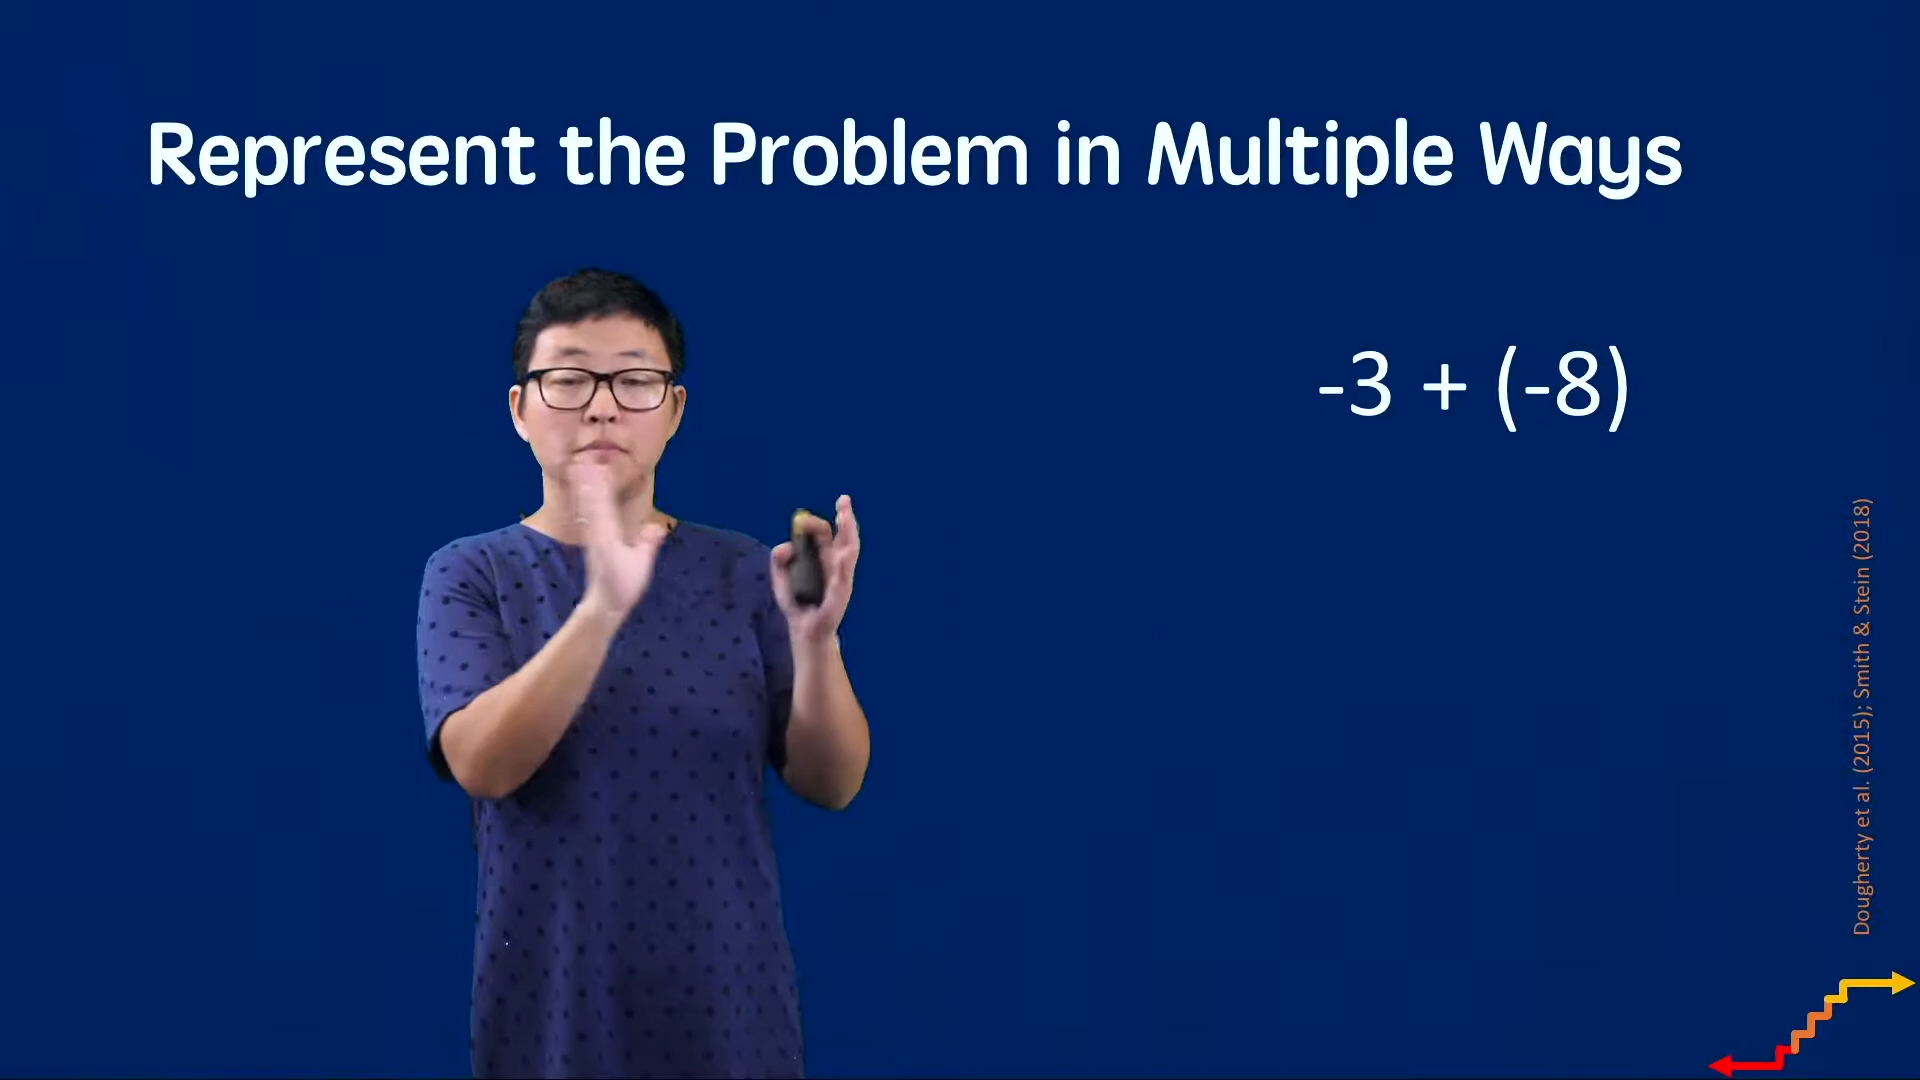 Represent the Problem in Multiple Ways
-3 + (-8)
Dougherty et al. (2015); Smith & Stein (2018)